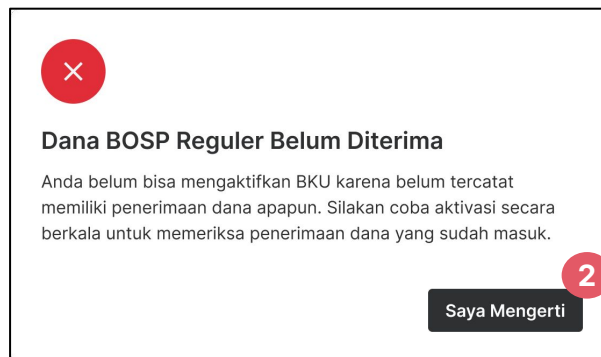 Dana BOSP Reguler Belum Diterima
Anda belum bisa mengaktifkan BKU karena belum tercatat
memiliki penerimaan dana apapun. Silakan coba aktivasi secara
berkala untuk memeriksa penerimaan dana yang sudah masuk.
2
Saya Mengerti